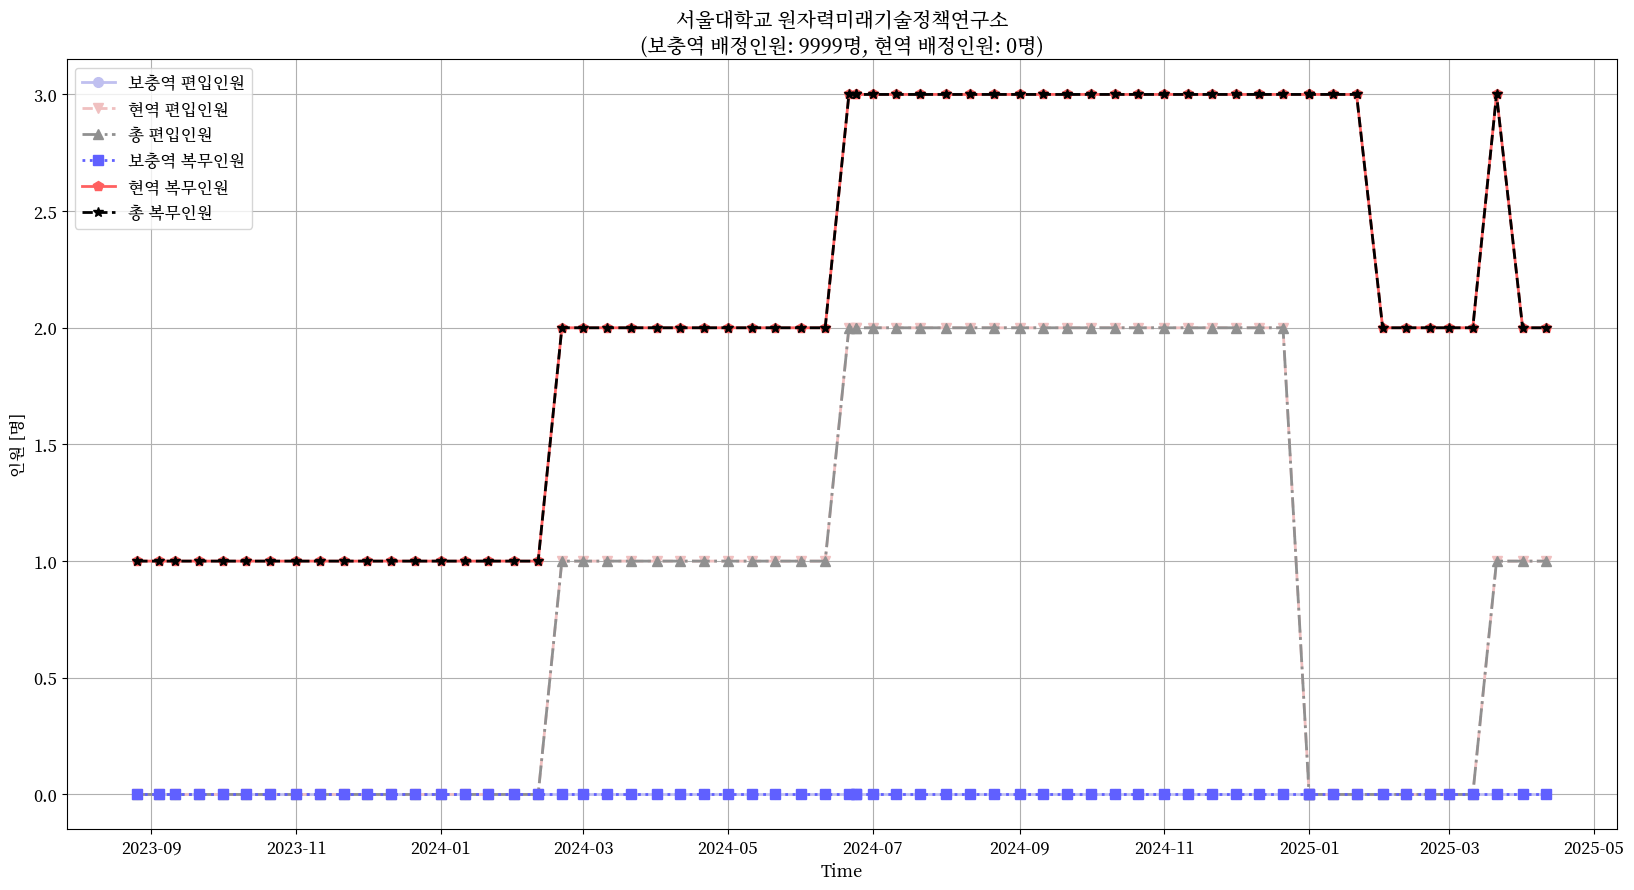 서울대학교 원자력미래기술정책연구소
(보충역 배정인원: 9999명, 현역 배정인원: 0명)
보충역 편입인원
현역 편입인원
총 편입인원
보충역 복무인원
현역 복무인원
총 복무인원
3.0
2.5
2.0
1.5
1.0
0.5
0.0
인원 [명]
2023-09
2023-11
2024-01
2024-03
2024-05
2024-07
2024-09
2024-11
2025-01
2025-03
2025-05
Time